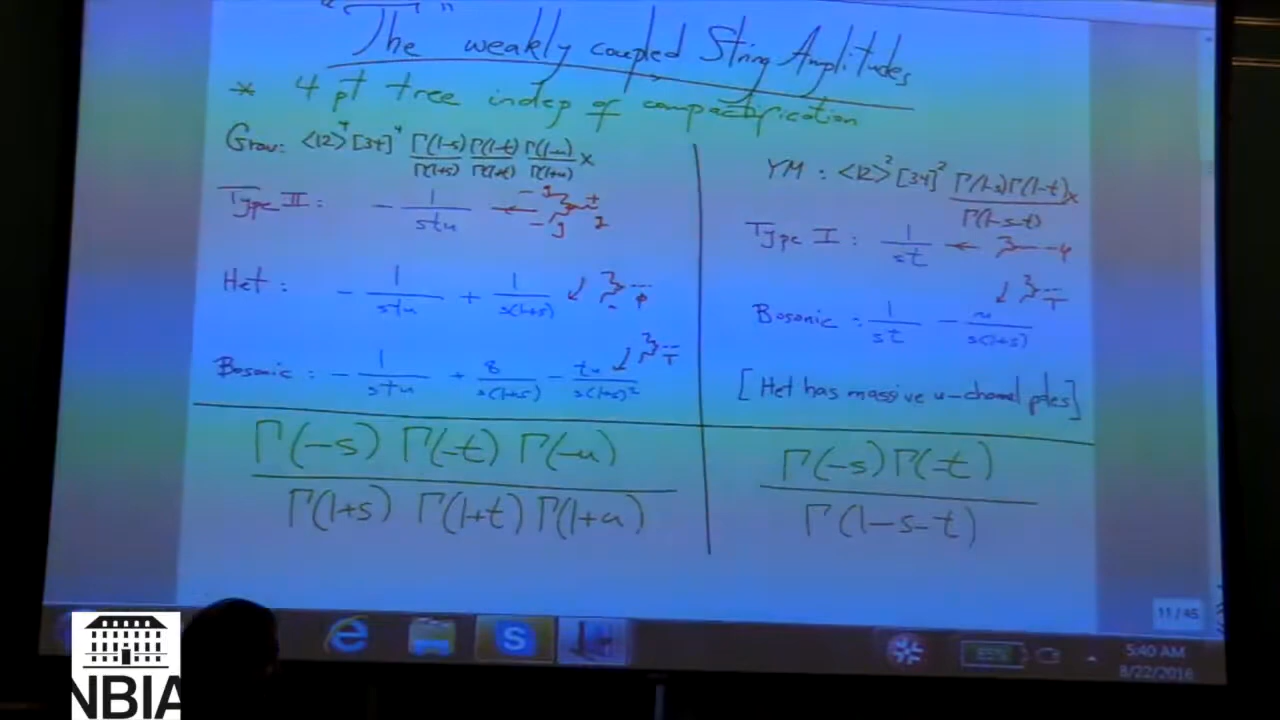 "The weakly coupled String Amplitudes"
* 4 pt tree indep of compactification
Grav: <12>⁴[34]⁴ Γ(1-s)/Γ(1+s) Γ(1-t)/Γ(1+t) Γ(1-u)/Γ(1+u) ×
Type II: - 1/stu
Het: - 1/stu + 1/s(1+s)
Bosonic: - 1/stu + 8/s(1+s) - tu/s(1+s)²
Γ(-s) Γ(-t) Γ(-u)
Γ(1+s) Γ(1+t) Γ(1+u)
YM: <12>²[34]² Γ(1-s)Γ(1-t)/Γ(1-s-t) ×
Type I: 1/st
Bosonic: 1/st - u/s(1+s)
[Het has massive u-channel poles]
Γ(-s)Γ(-t)
Γ(1-s-t)
11/45
5:40 AM
8/22/2016
NBIA